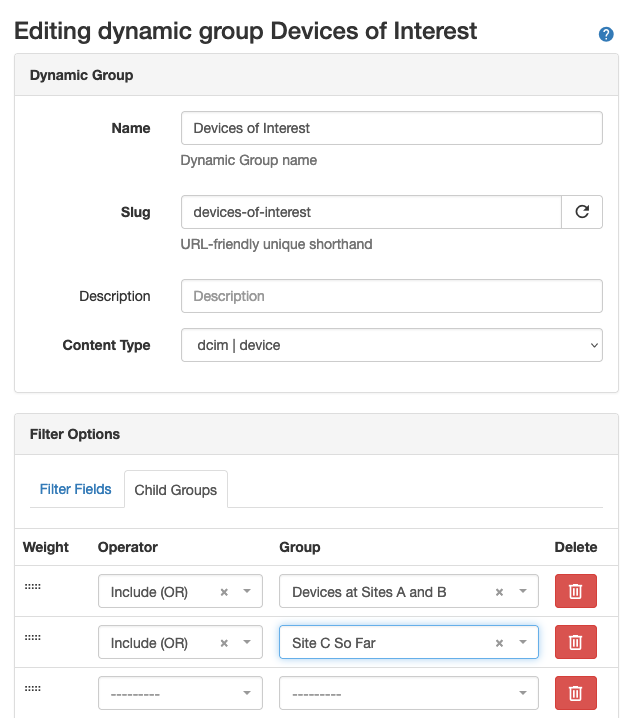 Editing dynamic group Devices of Interest ?
Dynamic Group
Name Devices of Interest
Dynamic Group name
Slug devices-of-interest
URL-friendly unique shorthand
Description Description
Content Type dcim | device
Filter Options
Filter Fields Child Groups
Weight Operator Group Delete
Include (OR) × Devices at Sites A and B ×
Include (OR) × Site C So Far ×
--------- ---------